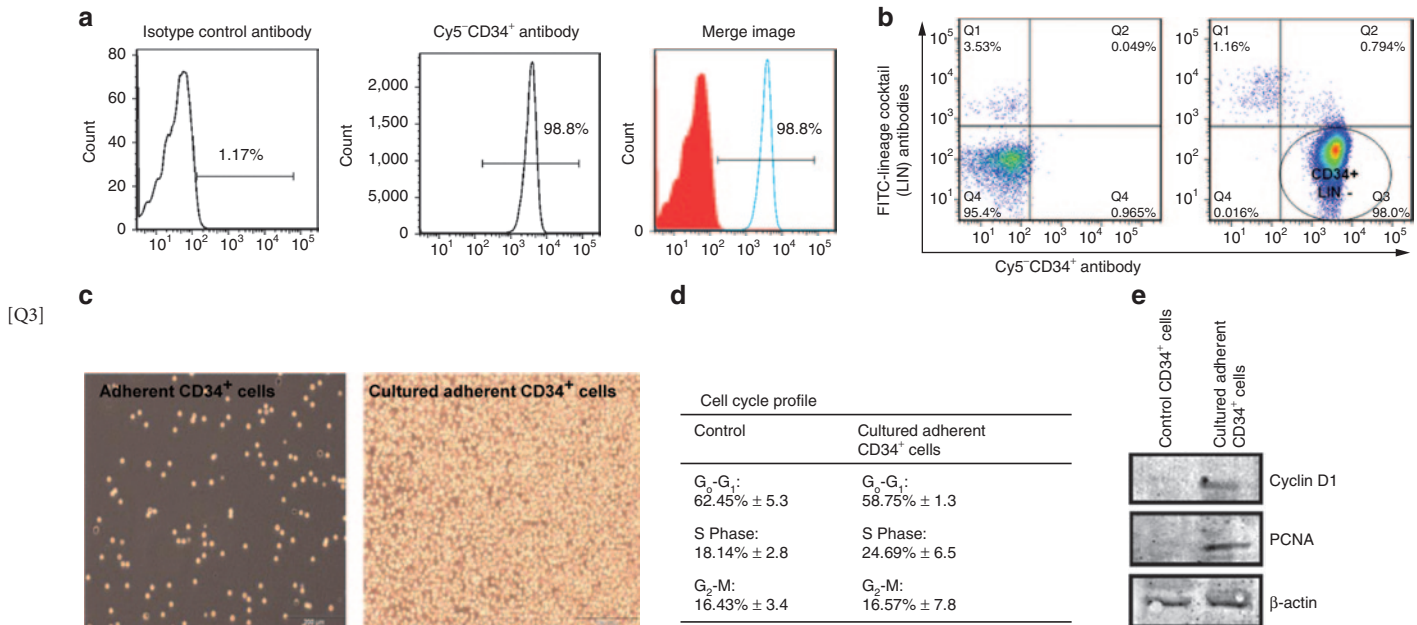 a
Isotype control antibody
80
60
40
20
0
Count
1.17%
10¹ 10² 10³ 10⁴ 10⁵
Cy5⁻CD34⁺ antibody
2,000
1,000
5,000
0
Count
98.8%
10¹ 10² 10³ 10⁴ 10⁵
Merge image
Count
0
98.8%
10¹ 10² 10³ 10⁴ 10⁵
b
FITC-lineage cocktail
(LIN) antibodies
10⁵
10⁴
10³
10²
10¹
Q1
3.53%
Q2
0.049%
Q4
95.4%
Q4
0.965%
10¹ 10² 10³ 10⁴ 10⁵
10⁵
10⁴
10³
10²
10¹
Q1
1.16%
Q2
0.794%
CD34+
LIN -
Q4
0.016%
Q3
98.0%
10¹ 10² 10³ 10⁴ 10⁵
Cy5⁻CD34⁺ antibody
[Q3]
c
Adherent CD34⁺ cells
Cultured adherent CD34⁺ cells
d
Cell cycle profile
Control
Cultured adherent
CD34⁺ cells
G₀-G₁:
62.45% ± 5.3
G₀-G₁:
58.75% ± 1.3
S Phase:
18.14% ± 2.8
S Phase:
24.69% ± 6.5
G₂-M:
16.43% ± 3.4
G₂-M:
16.57% ± 7.8
e
Control CD34⁺ cells
Cultured adherent
CD34⁺ cells
Cyclin D1
PCNA
β-actin